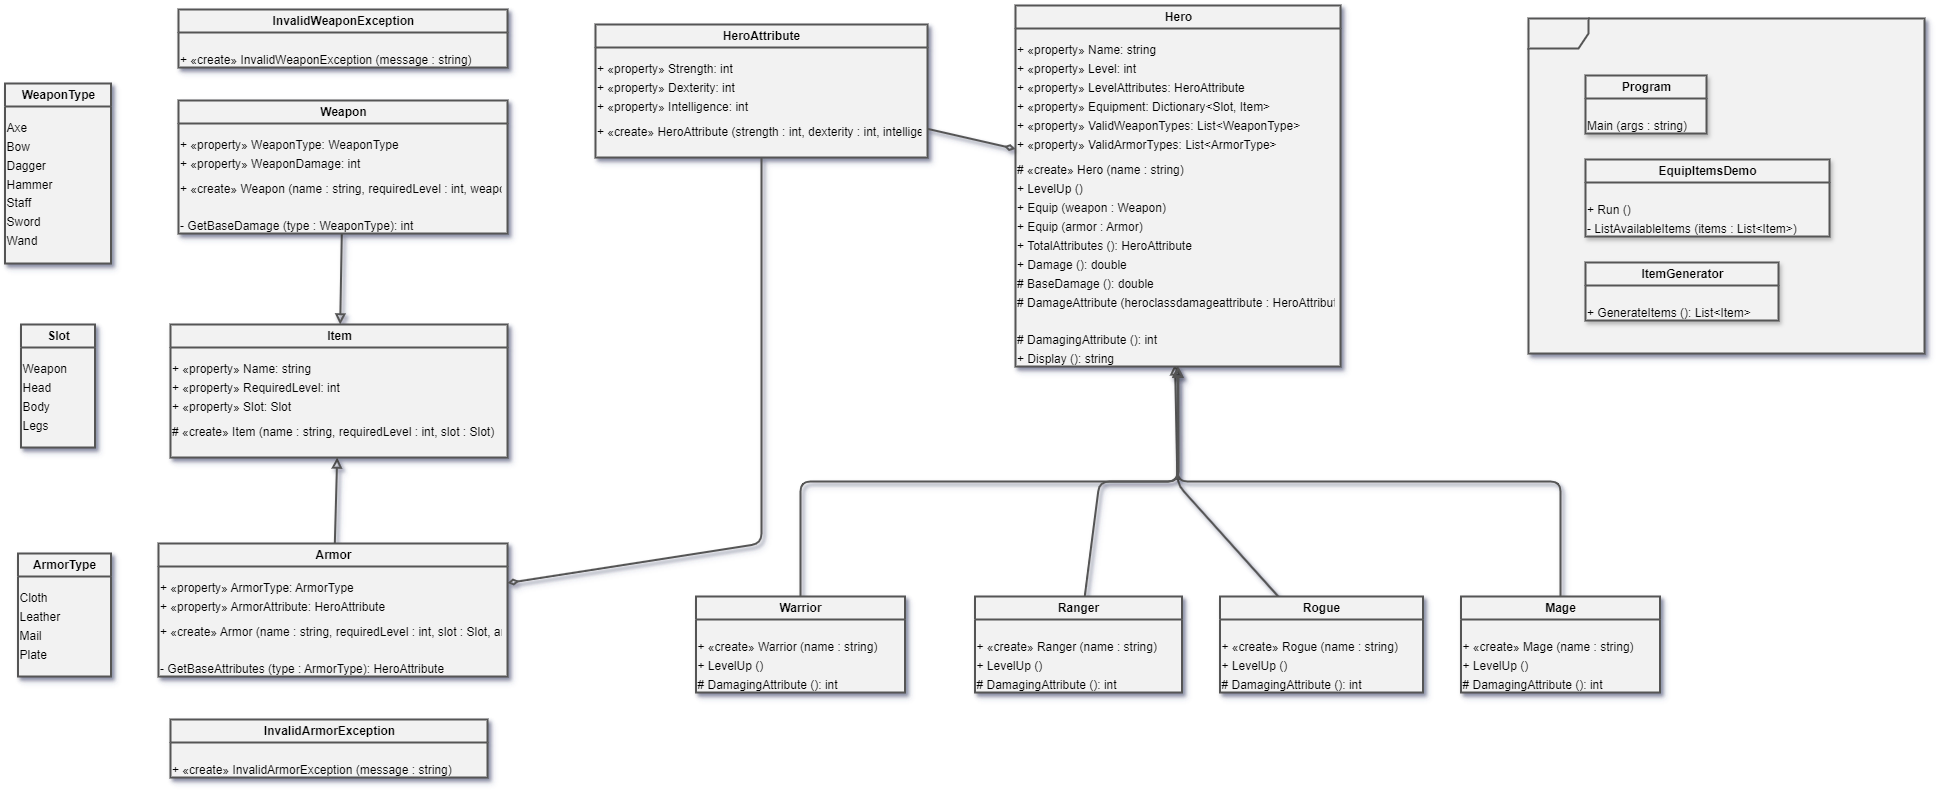 InvalidWeaponException
+ «create» InvalidWeaponException (message : string)
WeaponType
Axe
Bow
Dagger
Hammer
Staff
Sword
Wand
Weapon
+ «property» WeaponType: WeaponType
+ «property» WeaponDamage: int
+ «create» Weapon (name : string, requiredLevel : int,
- GetBaseDamage (type : WeaponType): int
Slot
Weapon
Head
Body
Legs
Item
+ «property» Name: string
+ «property» RequiredLevel: int
+ «property» Slot: Slot
# «create» Item (name : string, requiredLevel : int, slot : Slot)
ArmorType
Cloth
Leather
Mail
Plate
Armor
+ «property» ArmorType: ArmorType
+ «property» ArmorAttribute: HeroAttribute
+ «create» Armor (name : string, requiredLevel : int, slot : Slot,
- GetBaseAttributes (type : ArmorType): HeroAttribute
InvalidArmorException
+ «create» InvalidArmorException (message : string)
HeroAttribute
+ «property» Strength: int
+ «property» Dexterity: int
+ «property» Intelligence: int
+ «create» HeroAttribute (strength : int, dexterity : int, intellige
Hero
+ «property» Name: string
+ «property» Level: int
+ «property» LevelAttributes: HeroAttribute
+ «property» Equipment: Dictionary<Slot, Item>
+ «property» ValidWeaponTypes: List<WeaponType>
+ «property» ValidArmorTypes: List<ArmorType>
# «create» Hero (name : string)
+ LevelUp ()
+ Equip (weapon : Weapon)
+ Equip (armor : Armor)
+ TotalAttributes (): HeroAttribute
+ Damage (): double
# BaseDamage (): double
# DamageAttribute (heroclassdamageattribute : HeroAttribut
# DamagingAttribute (): int
+ Display (): string
Warrior
+ «create» Warrior (name : string)
+ LevelUp ()
# DamagingAttribute (): int
Ranger
+ «create» Ranger (name : string)
+ LevelUp ()
# DamagingAttribute (): int
Rogue
+ «create» Rogue (name : string)
+ LevelUp ()
# DamagingAttribute (): int
Mage
+ «create» Mage (name : string)
+ LevelUp ()
# DamagingAttribute (): int
Program
Main (args : string)
EquipItemsDemo
+ Run ()
- ListAvailableItems (items : List<Item>)
ItemGenerator
+ GenerateItems (): List<Item>